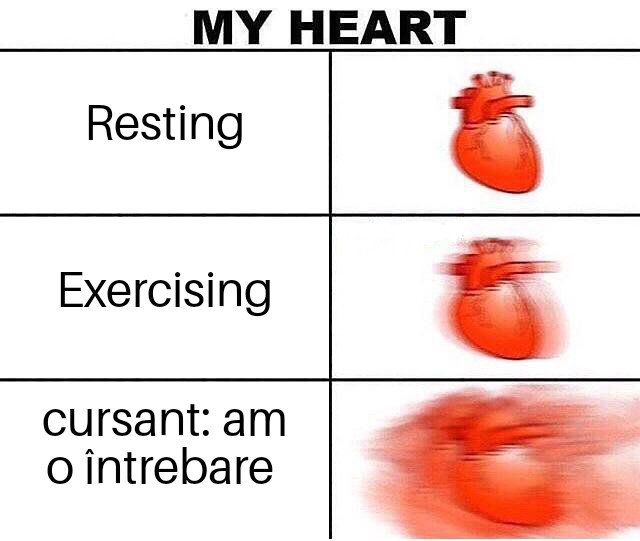 MY HEART
Resting
Exercising
cursant: am
o întrebare